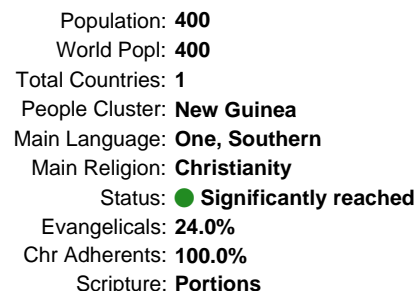 Population: 400
World Popl: 400
Total Countries: 1
People Cluster: New Guinea
Main Language: One, Southern
Main Religion: Christianity
Status: Significantly reached
Evangelicals: 24.0%
Chr Adherents: 100.0%
Scripture: Portions